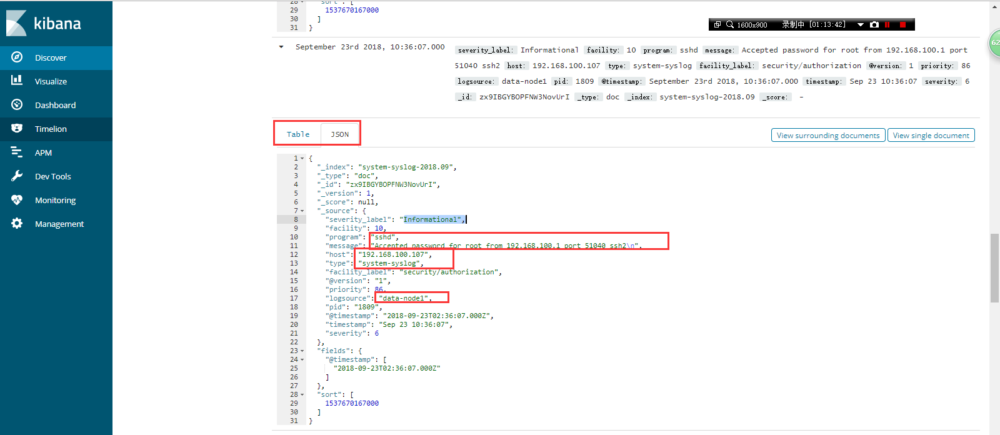 kibana
Discover
Visualize
Dashboard
Timelion
APM
Dev Tools
Monitoring
Management
28 "sort": [
29 1537670167000
30 ]
31 }
1600x900 录制中 [01:13:42]
62
September 23rd 2018, 10:36:07.000
severity_label: Informational facility: 10 program: sshd message: Accepted password for root from 192.168.100.1 port
51040 ssh2 host: 192.168.100.107 type: system-syslog facility_label: security/authorization @version: 1 priority: 86
logsource: data-node1 pid: 1809 @timestamp: September 23rd 2018, 10:36:07.000 timestamp: Sep 23 10:36:07 severity: 6
_id: zx9IBGYBOPFNW3NovUrI _type: doc _index: system-syslog-2018.09 _score: -
Table JSON
View surrounding documents View single document
1 {
2 "_index": "system-syslog-2018.09",
3 "_type": "doc",
4 "_id": "zx9IBGYBOPFNW3NovUrI",
5 "_version": 1,
6 "_score": null,
7 "_source": {
8 "severity_label": "Informational",
9 "facility": 10,
10 "program": "sshd",
11 "message": "Accepted password for root from 192.168.100.1 port 51040 ssh2\n",
12 "host": "192.168.100.107",
13 "type": "system-syslog",
14 "facility_label": "security/authorization",
15 "@version": "1",
16 "priority": 86,
17 "logsource": "data-node1",
18 "pid": "1809",
19 "@timestamp": "2018-09-23T02:36:07.000Z",
20 "timestamp": "Sep 23 10:36:07",
21 "severity": 6
22 },
23 "fields": {
24 "@timestamp": [
25 "2018-09-23T02:36:07.000Z"
26 ]
27 },
28 "sort": [
29 1537670167000
30 ]
31 }